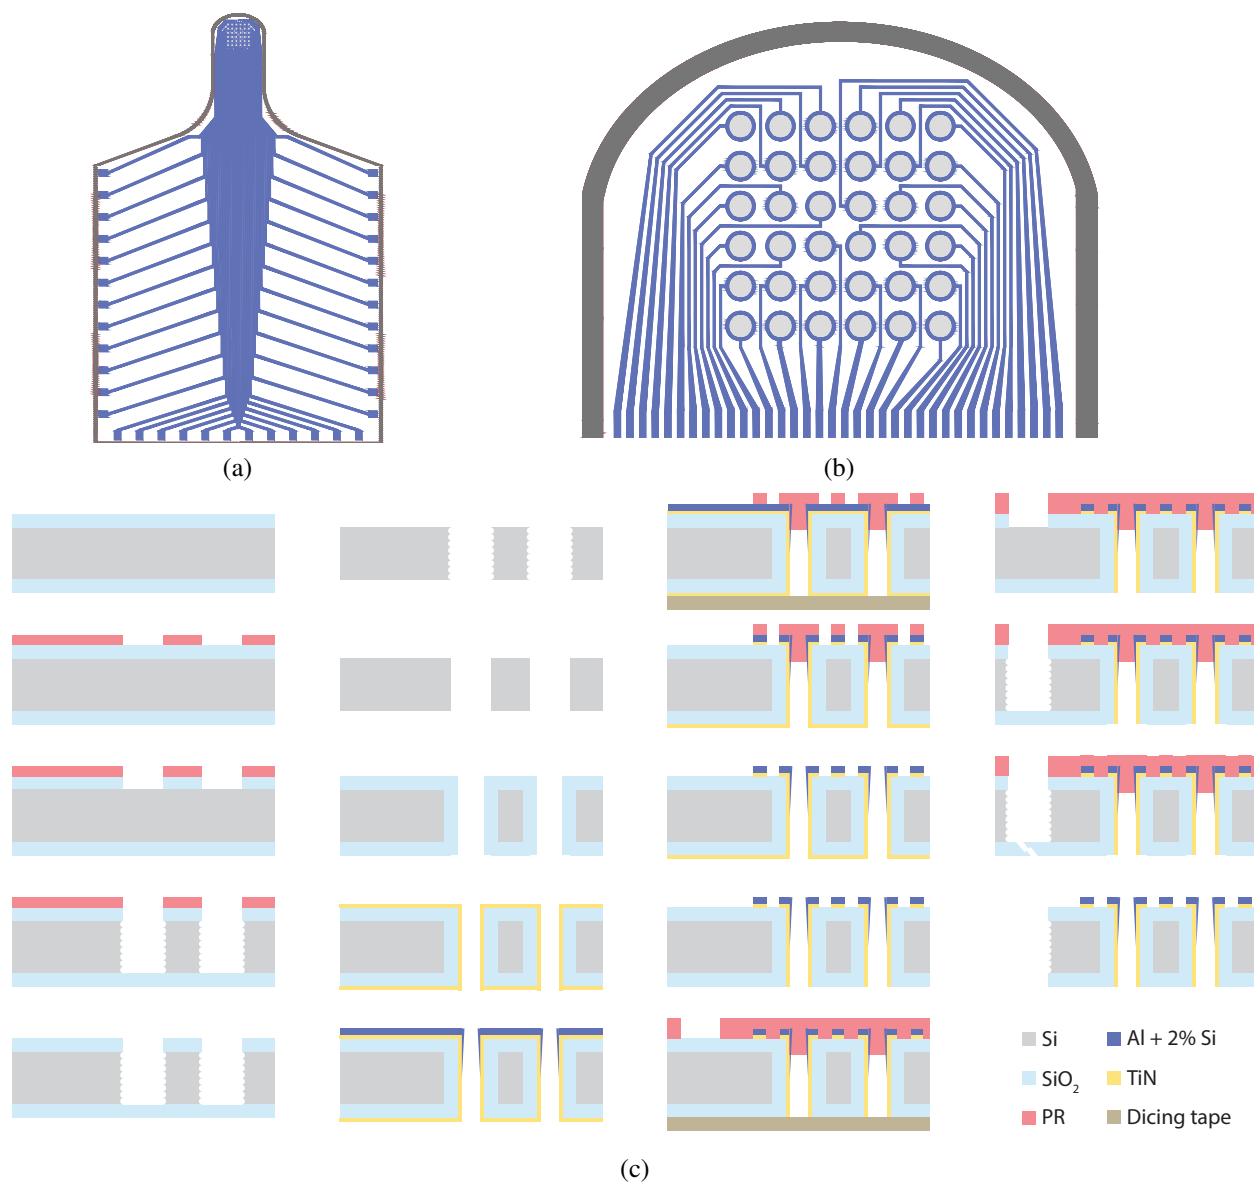 (a)
(b)
Si
Al + 2% Si
SiO₂
TiN
PR
Dicing tape
(c)